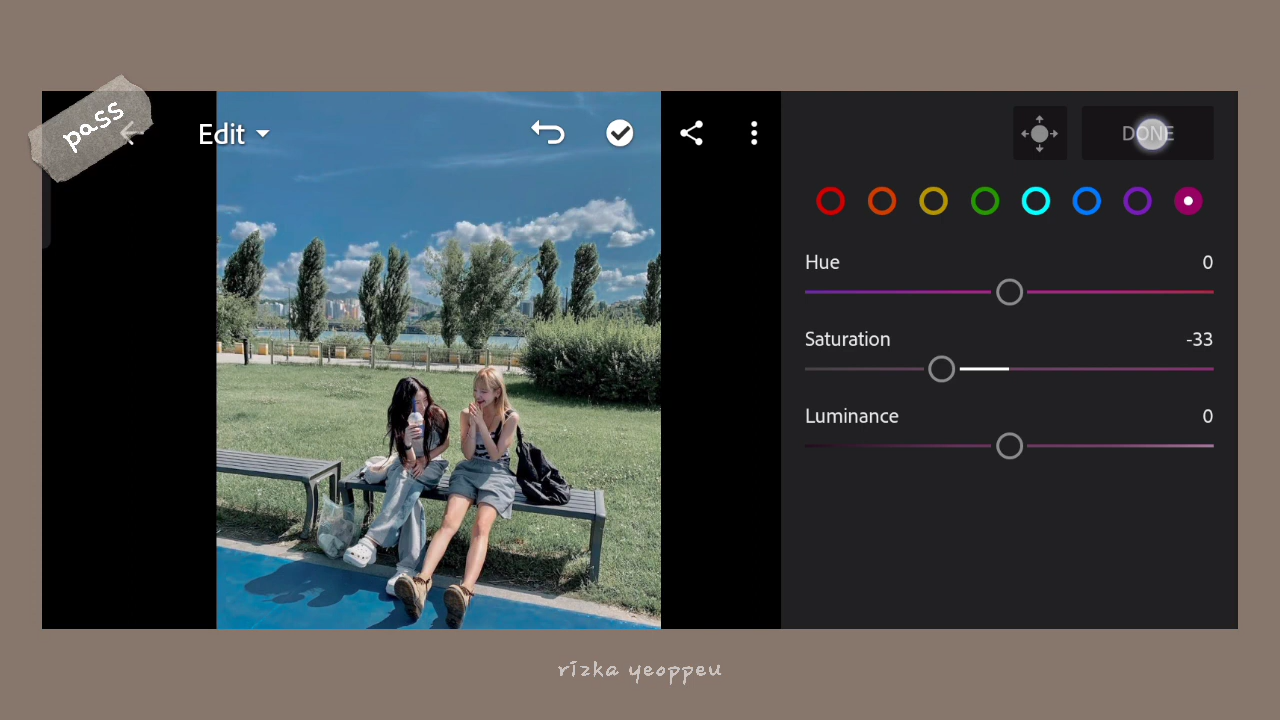 pass
Edit
DONE
Hue 0
Saturation -33
Luminance 0
rizka yeoppeu